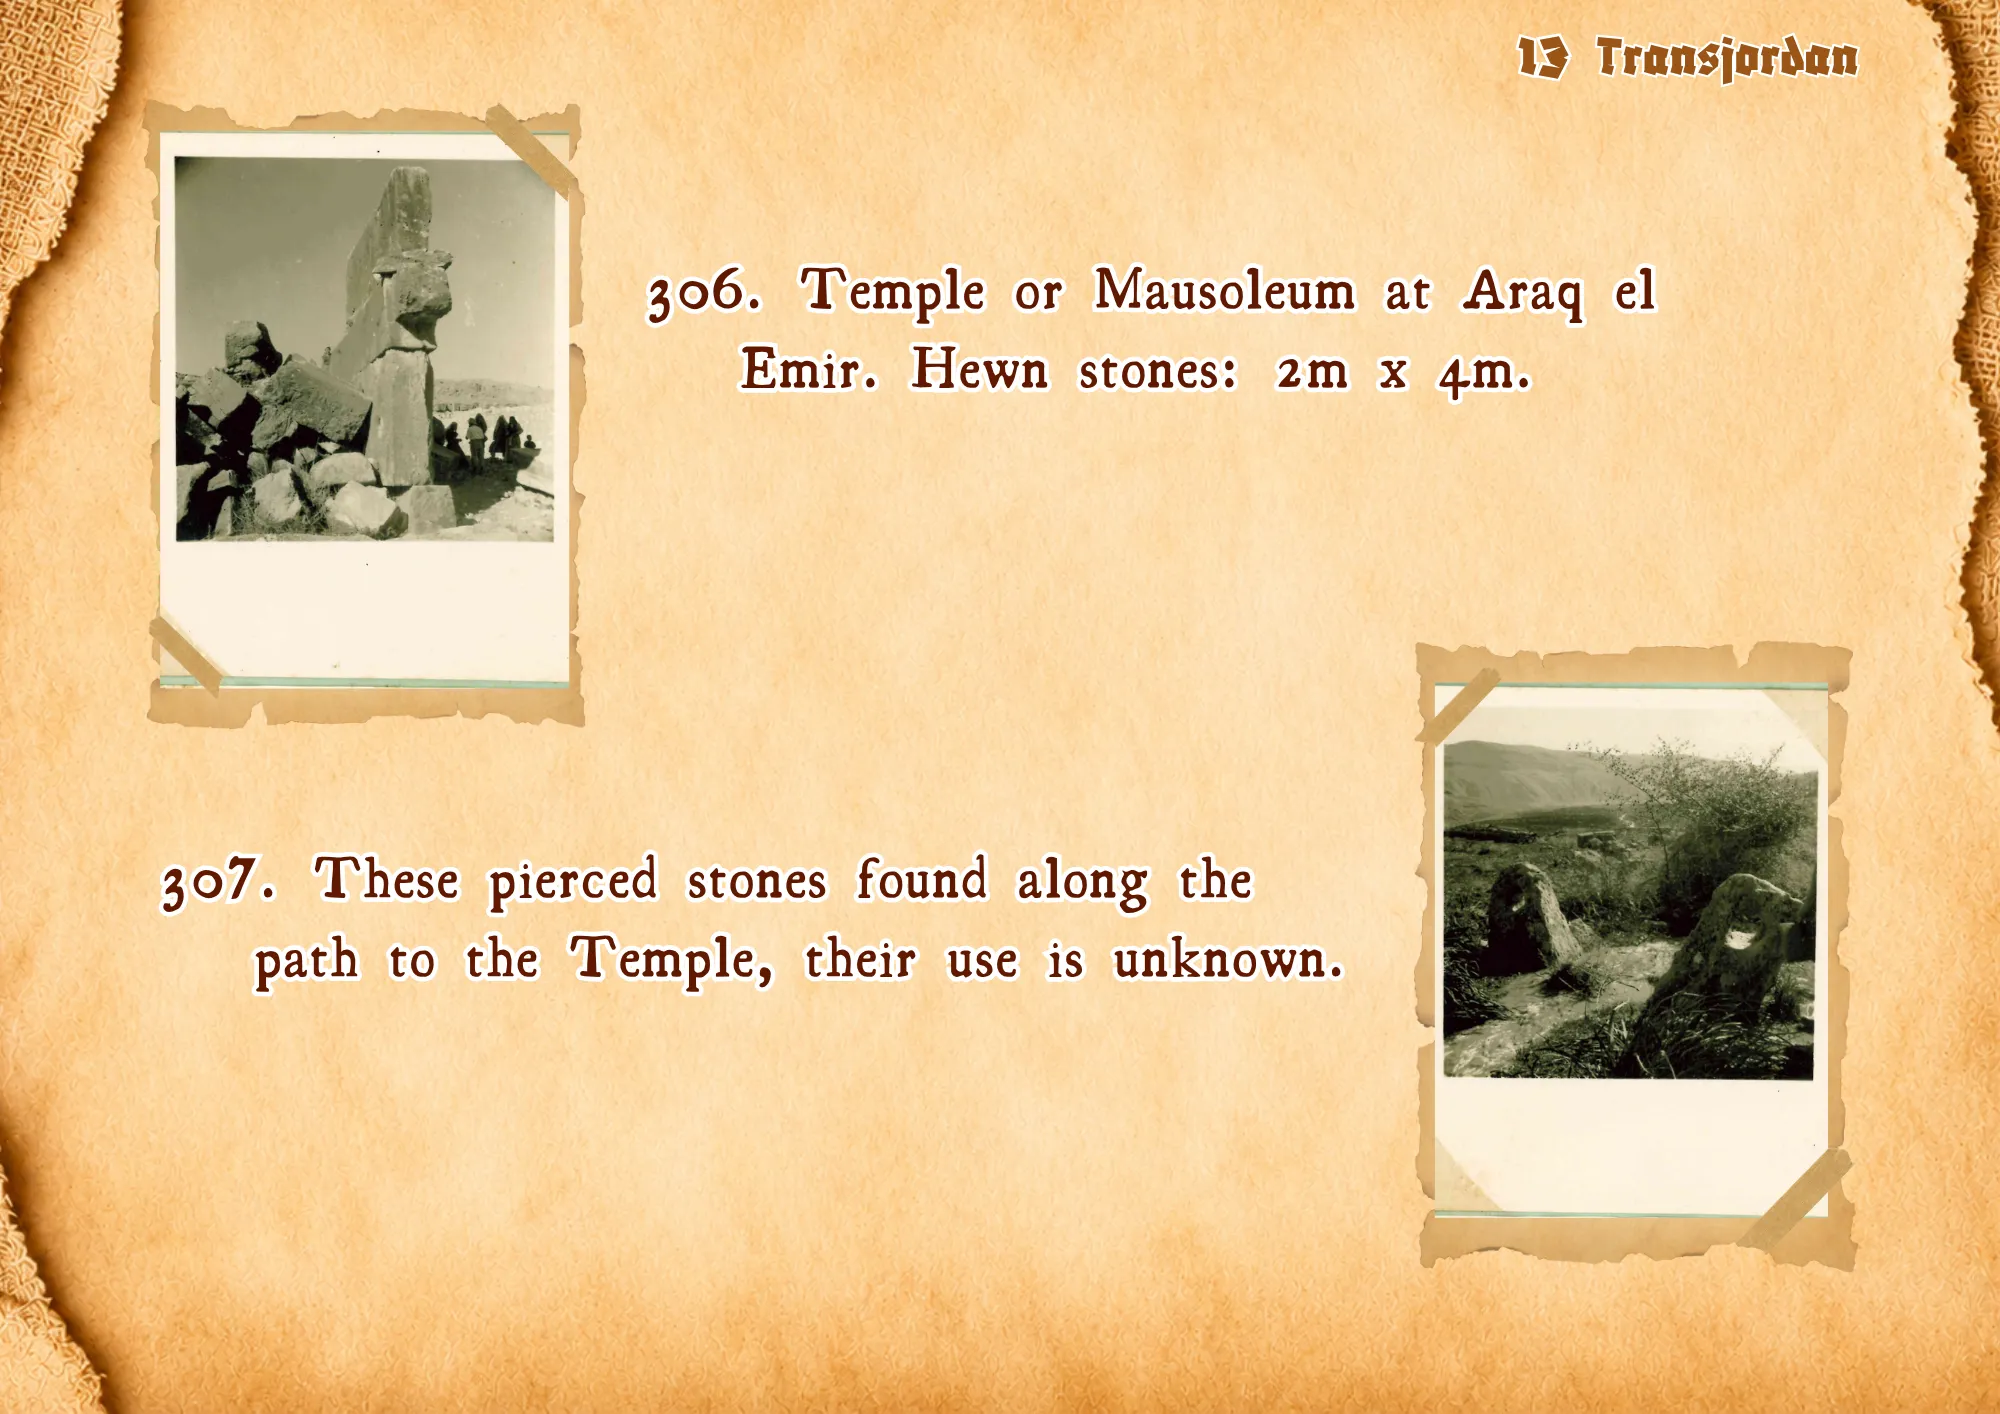 13 Transjordan
306. Temple or Mausoleum at Araq el
Emir. Hewn stones: 2m x 4m.
307. These pierced stones found along the
path to the Temple, their use is unknown.